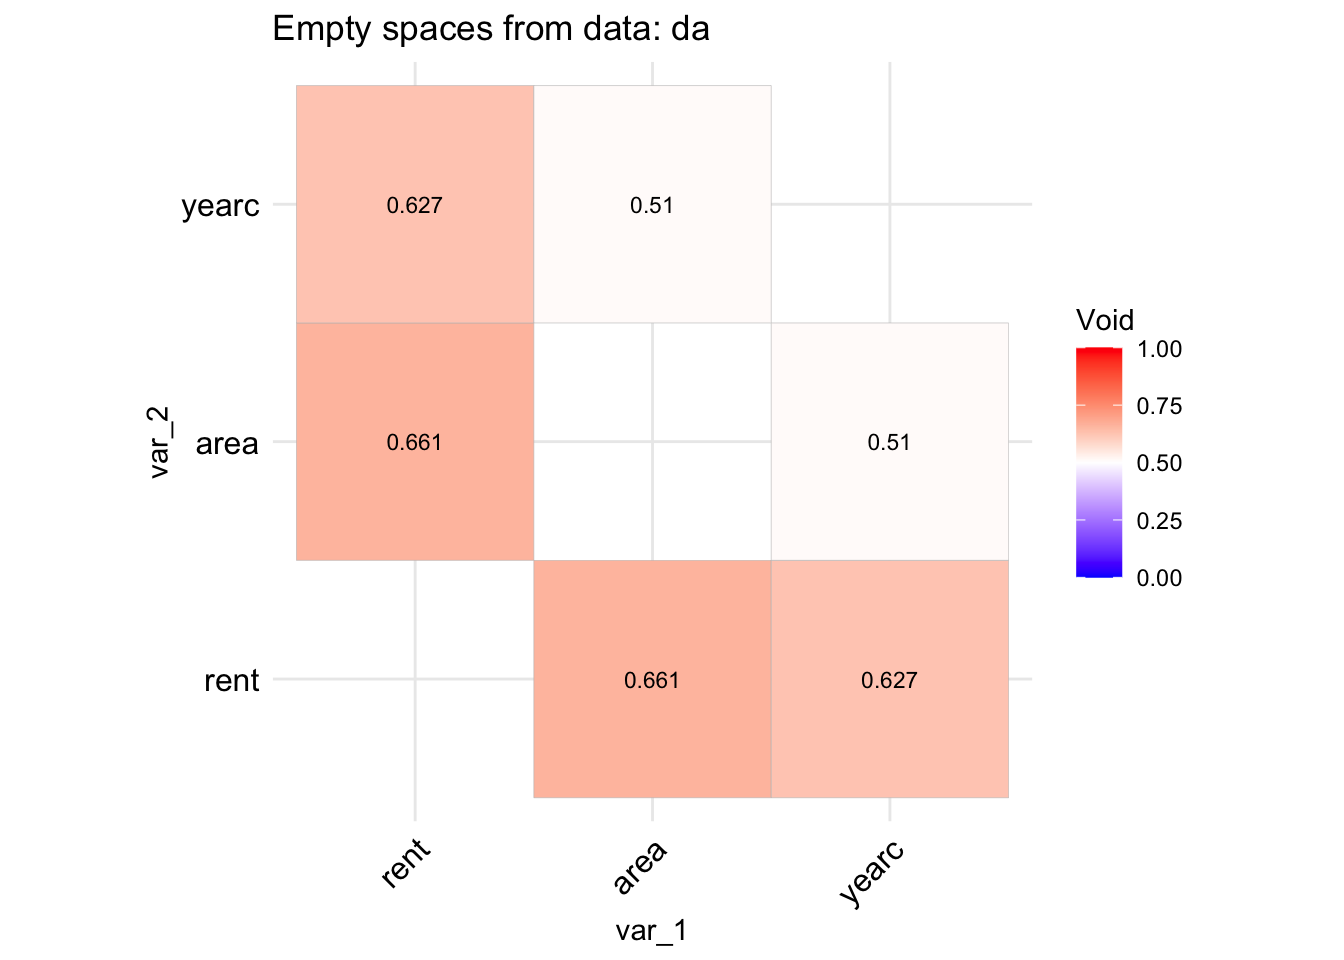 Empty spaces from data: da
yearc
0.627
0.51
area
0.661
0.51
rent
0.661
0.627
var_2
rent
area
yearc
var_1
Void
1.00
0.75
0.50
0.25
0.00